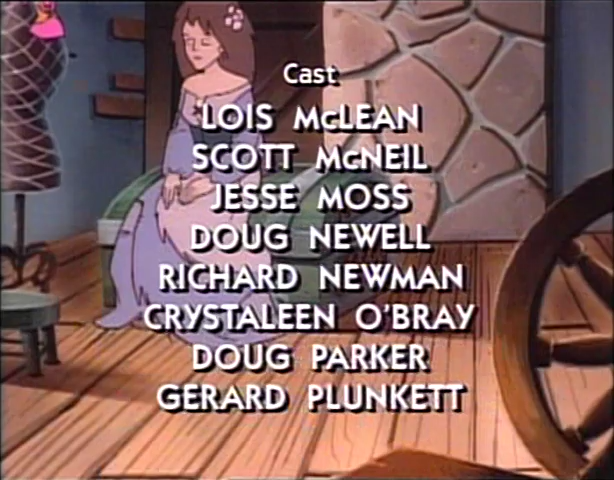 Cast
LOIS McLEAN
SCOTT McNEIL
JESSE MOSS
DOUG NEWELL
RICHARD NEWMAN
CRYSTALEEN O'BRAY
DOUG PARKER
GERARD PLUNKETT